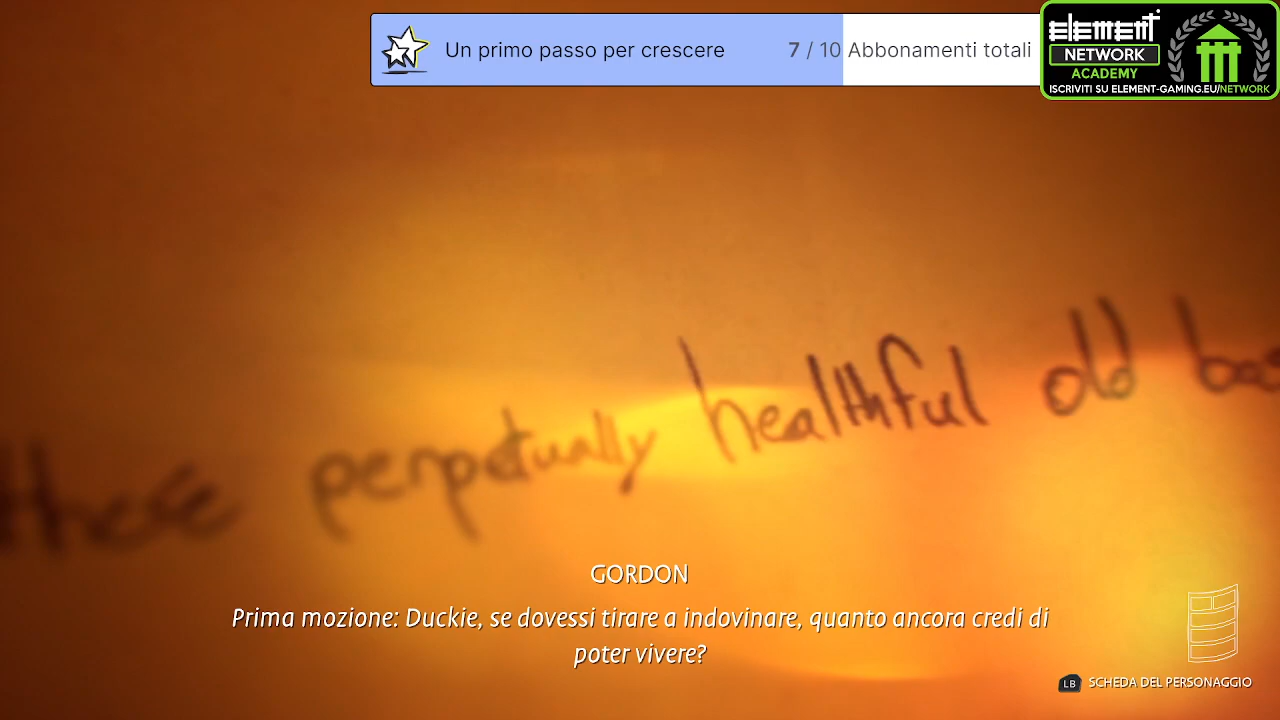 Un primo passo per crescere 7 / 10 Abbonamenti totali
element
NETWORK
ACADEMY
ISCRIVITI SU ELEMENT-GAMING.EU/NETWORK
these perpetually healthful old
GORDON
Prima mozione: Duckie, se dovessi tirare a indovinare, quanto ancora credi di
poter vivere?
LB SCHEDA DEL PERSONAGGIO